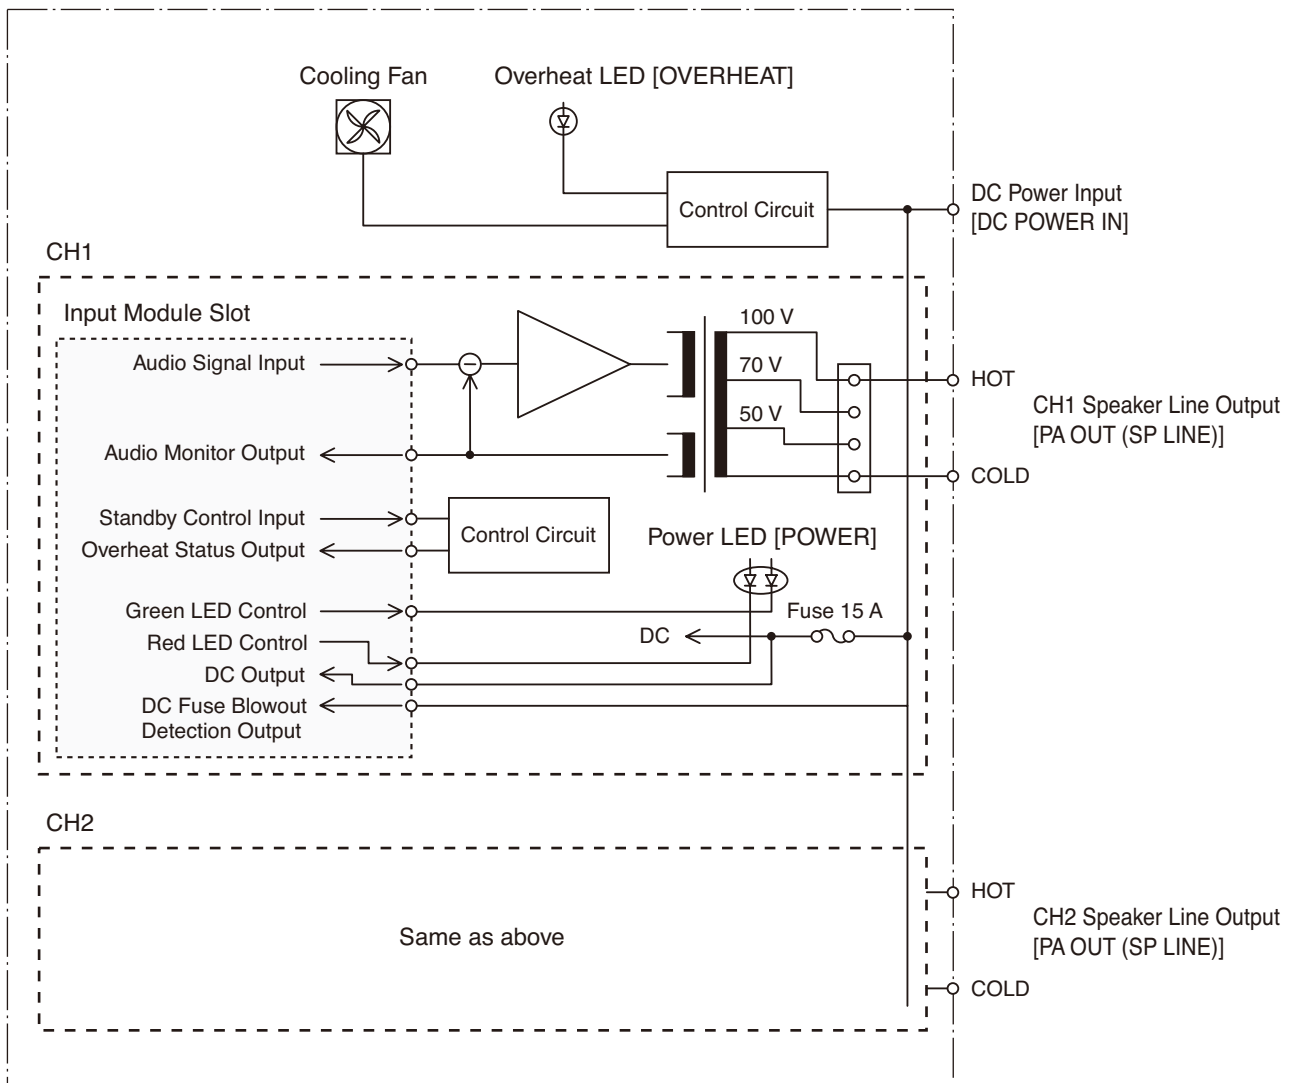 Cooling Fan
Overheat LED [OVERHEAT]
Control Circuit
DC Power Input
[DC POWER IN]
CH1
Input Module Slot
Audio Signal Input
Audio Monitor Output
Standby Control Input
Overheat Status Output
Green LED Control
Red LED Control
DC Output
DC Fuse Blowout
Detection Output
100 V
70 V
50 V
Control Circuit
Power LED [POWER]
DC
Fuse 15 A
HOT
CH1 Speaker Line Output
[PA OUT (SP LINE)]
COLD
CH2
Same as above
HOT
CH2 Speaker Line Output
[PA OUT (SP LINE)]
COLD